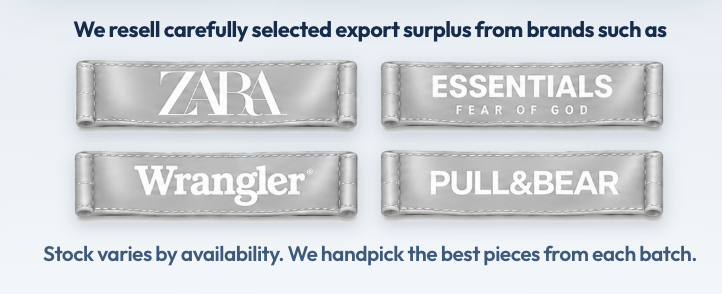 We resell carefully selected export surplus from brands such as
ZARA
ESSENTIALS
FEAR OF GOD
Wrangler®
PULL&BEAR
Stock varies by availability. We handpick the best pieces from each batch.